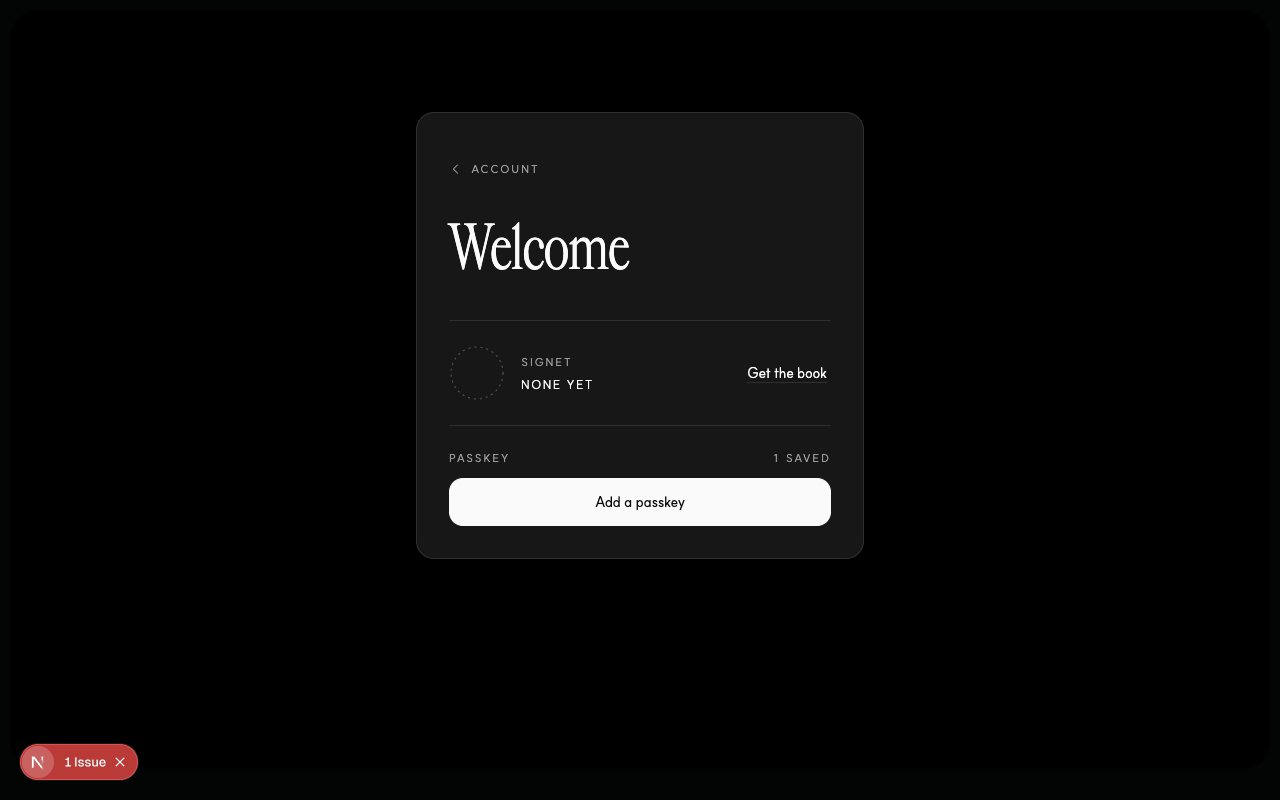 ACCOUNT
Welcome
SIGNET
NONE YET
Get the book
PASSKEY
1 SAVED
Add a passkey
N
1 Issue